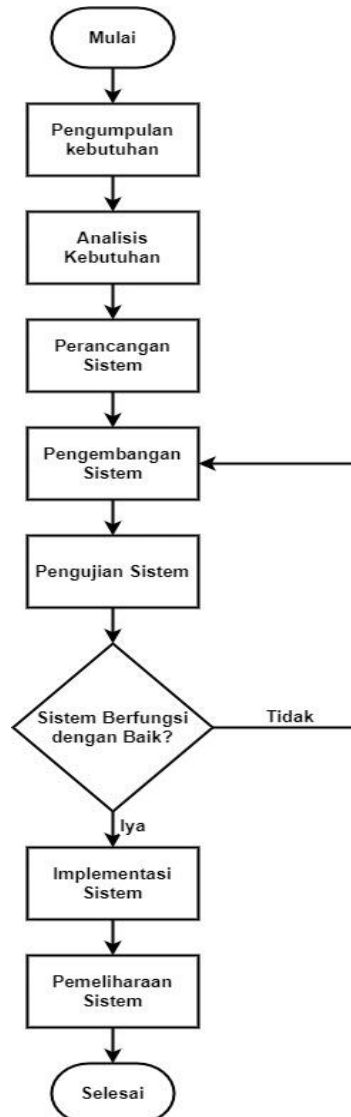 Mulai
Pengumpulan
kebutuhan
Analisis
Kebutuhan
Perancangan
Sistem
Pengembangan
Sistem
Pengujian Sistem
Sistem Berfungsi
dengan Baik?
Tidak
Iya
Implementasi
Sistem
Pemeliharaan
Sistem
Selesai